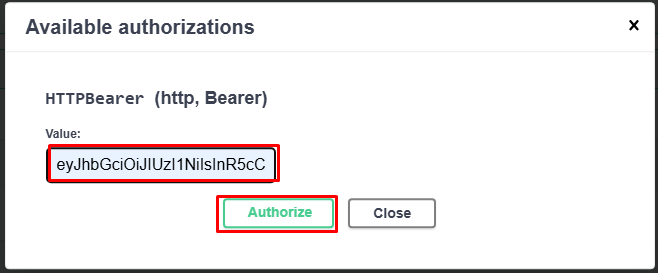 Available authorizations
×
HTTPBearer (http, Bearer)
Value:
eyJhbGciOiJIUzI1NiIsInR5cC
Authorize
Close